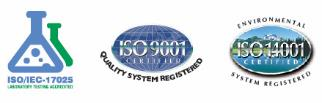 ISO/IEC-17025
LABORATORY TESTING ACCREDITED
ISO 9001
CERTIFIED
QUALITY SYSTEM REGISTERED
ENVIRONMENTAL
ISO 14001
CERTIFIED
SYSTEM REGISTERED